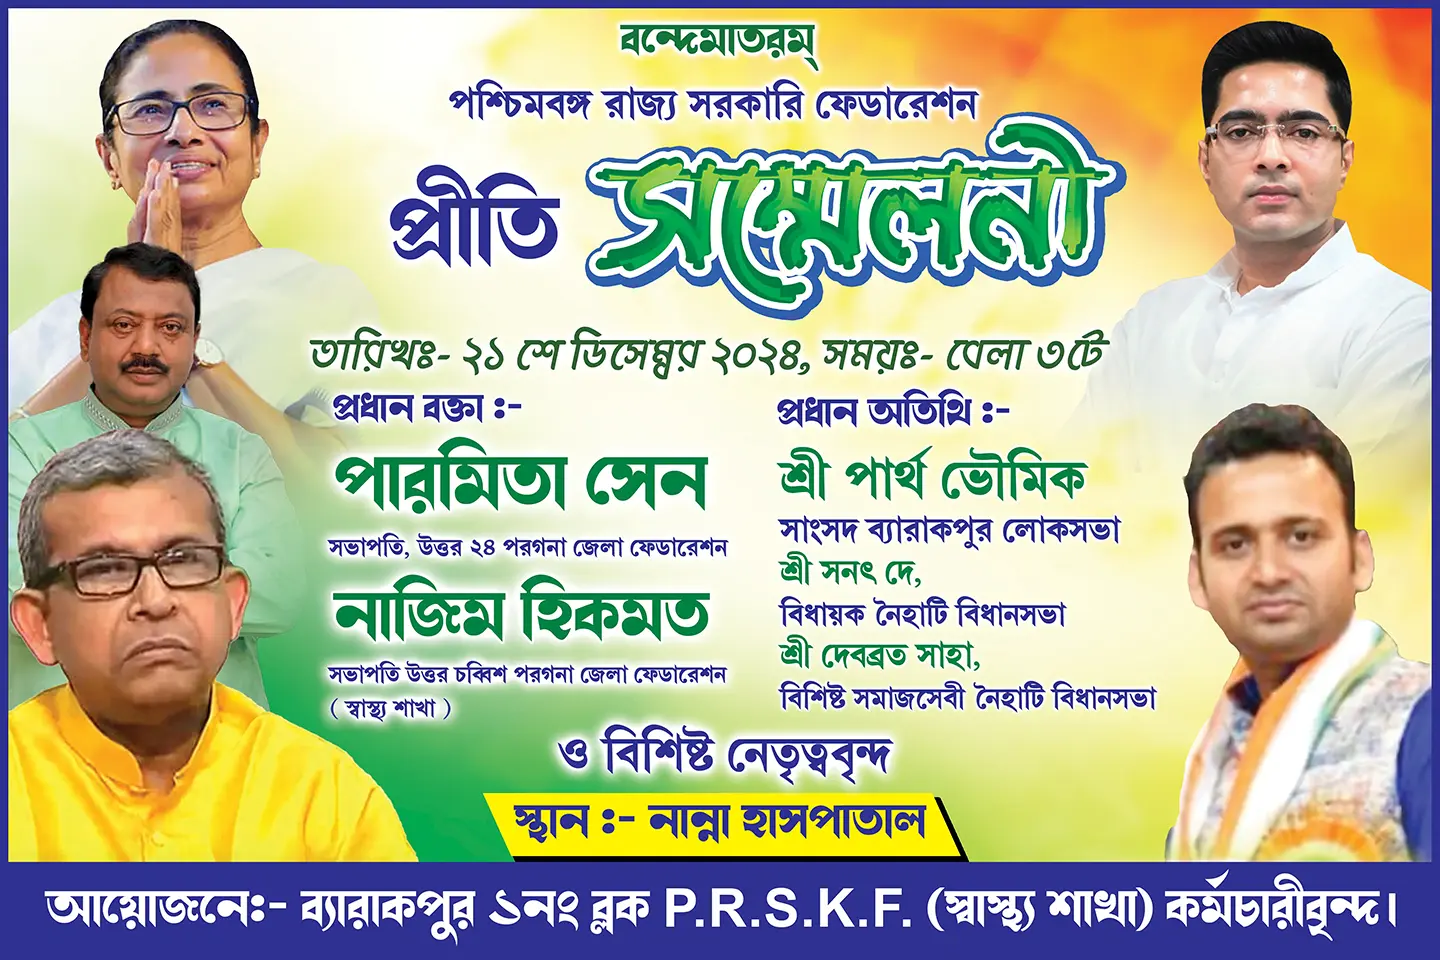 বন্দেমাতরম্
পশ্চিমবঙ্গ রাজ্য সরকারি ফেডারেশন
প্রীতি সম্মেলনী
তারিখঃ- ২১ শে ডিসেম্বর ২০২৪, সময়ঃ- বেলা ৩টে
প্রধান বক্তা :-
পারমিতা সেন
সভাপতি, উত্তর ২৪ পরগনা জেলা ফেডারেশন
নাজিম হিকমত
সভাপতি উত্তর চব্বিশ পরগনা জেলা ফেডারেশন
( স্বাস্থ্য শাখা )
প্রধান অতিথি :-
শ্রী পার্থ ভৌমিক
সাংসদ ব্যারাকপুর লোকসভা
শ্রী সনৎ দে,
বিধায়ক নৈহাটি বিধানসভা
শ্রী দেবব্রত সাহা,
বিশিষ্ট সমাজসেবী নৈহাটি বিধানসভা
ও বিশিষ্ট নেতৃত্ববৃন্দ
স্থান :- নান্না হাসপাতাল
আয়োজনে:- ব্যারাকপুর ১নং ব্লক P.R.S.K.F. (স্বাস্থ্য শাখা) কর্মচারীবৃন্দ।